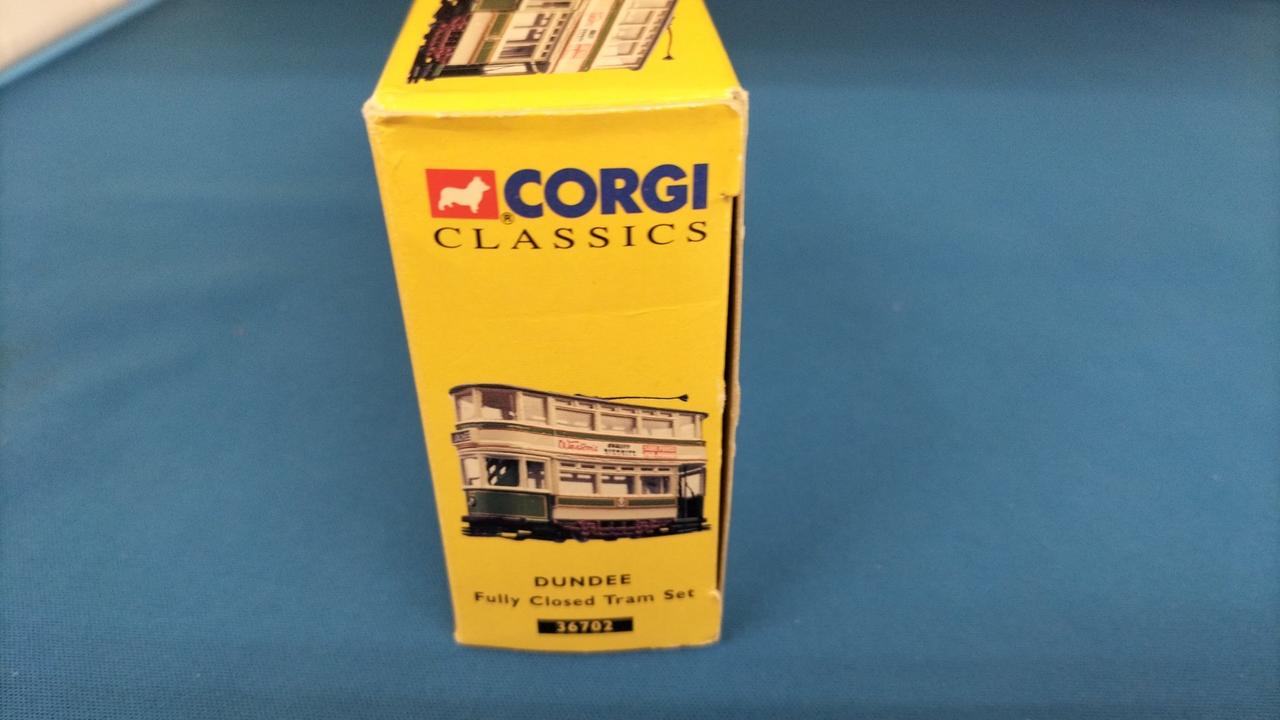 CORGI
®
CLASSICS
DUNDEE
Fully Closed Tram Set
36702